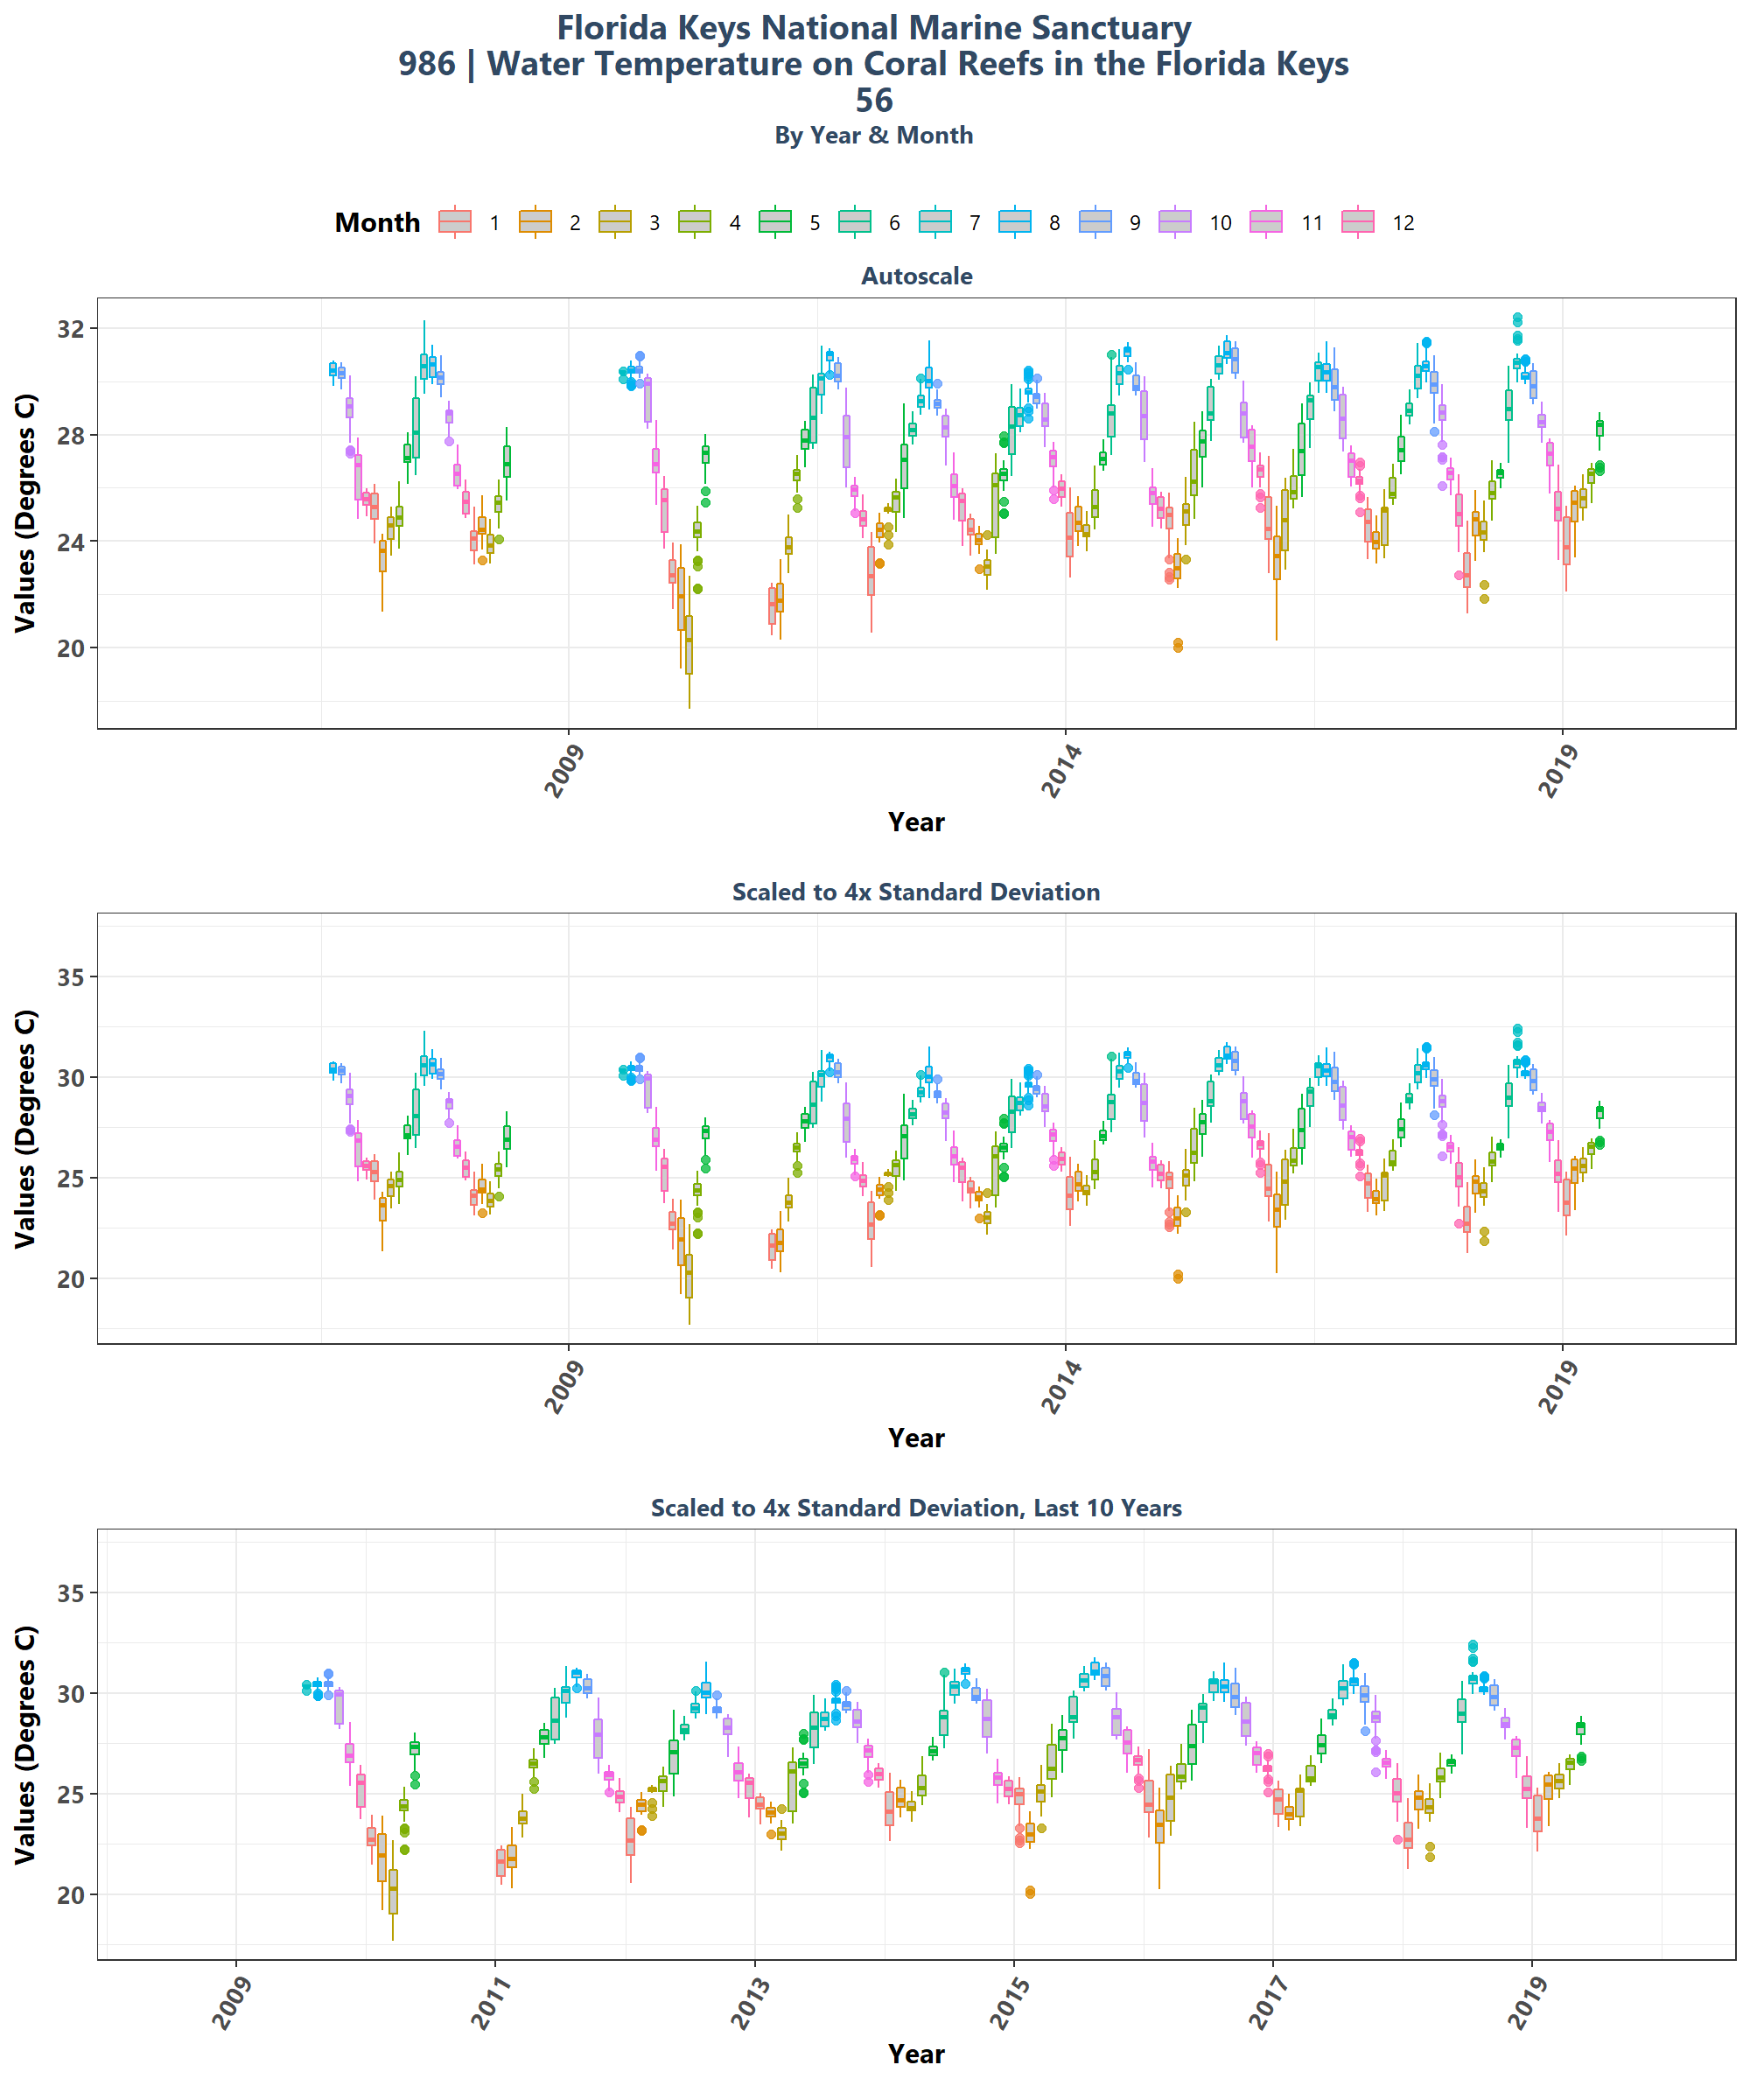 Florida Keys National Marine Sanctuary
986 | Water Temperature on Coral Reefs in the Florida Keys
56
By Year & Month
Month 1 2 3 4 5 6 7 8 9 10 11 12
Autoscale
Values (Degrees C)
32
28
24
20
2009 2014 2019
Year
Scaled to 4x Standard Deviation
Values (Degrees C)
35
30
25
20
2009 2014 2019
Year
Scaled to 4x Standard Deviation, Last 10 Years
Values (Degrees C)
35
30
25
20
2009 2011 2013 2015 2017 2019
Year